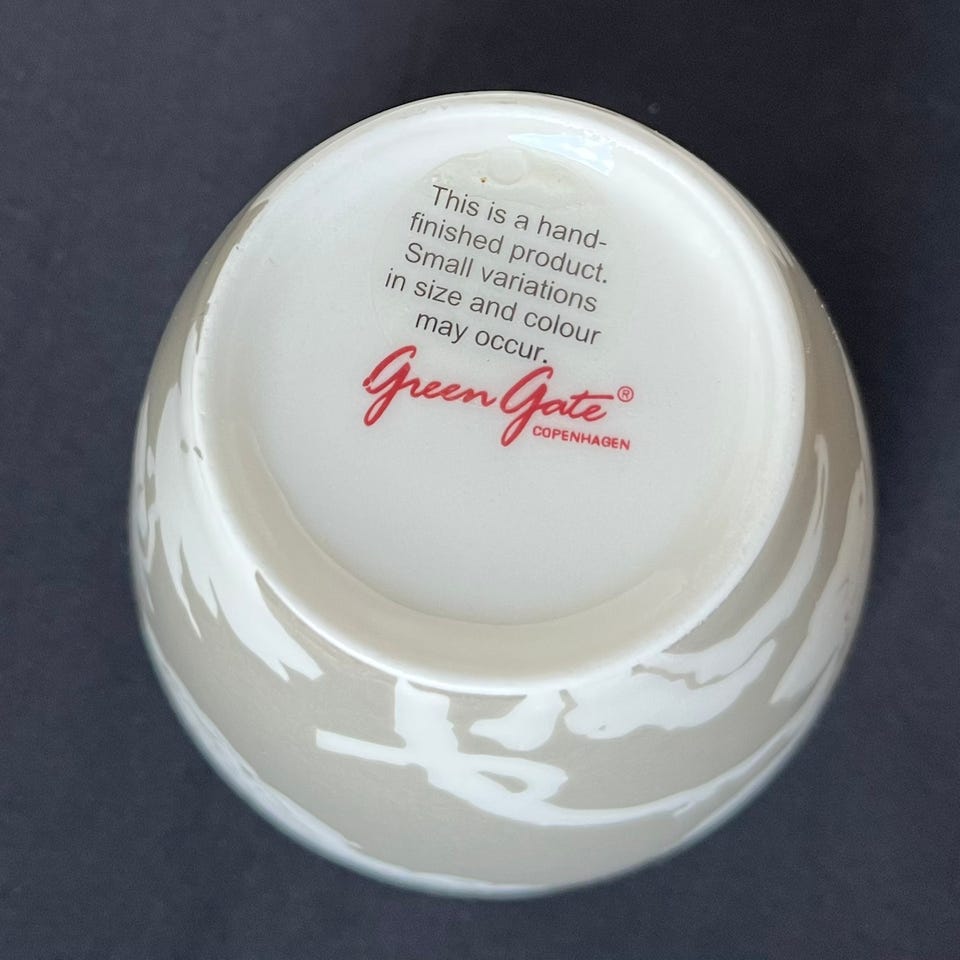 This is a hand-
finished product.
Small variations
in size and colour
may occur.
Green Gate®
COPENHAGEN